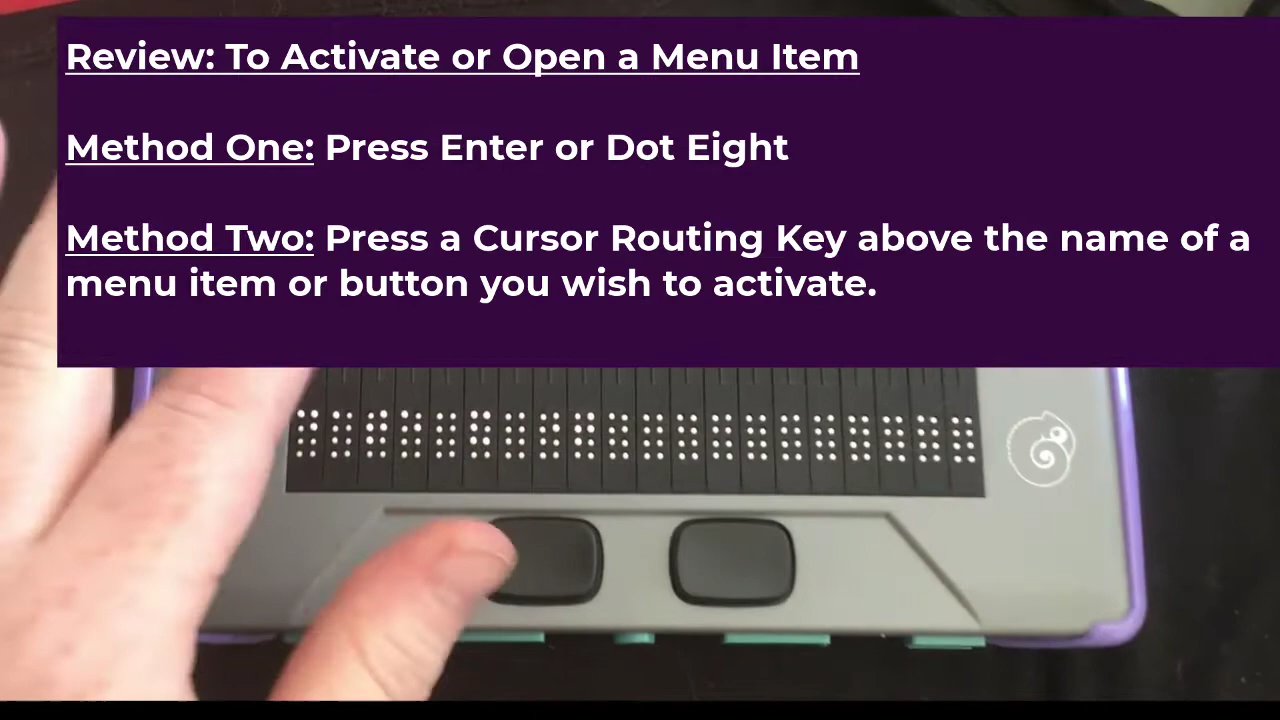 Review: To Activate or Open a Menu Item
Method One: Press Enter or Dot Eight
Method Two: Press a Cursor Routing Key above the name of a
menu item or button you wish to activate.